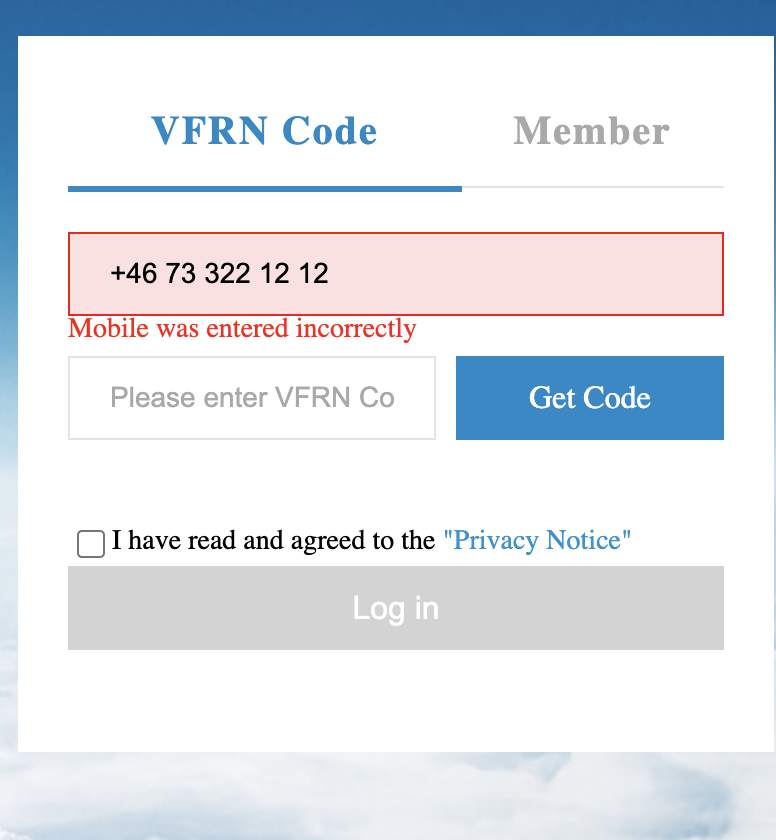 VFRN Code
Member
+46 73 322 12 12
Mobile was entered incorrectly
Please enter VFRN Co
Get Code
I have read and agreed to the "Privacy Notice"
Log in